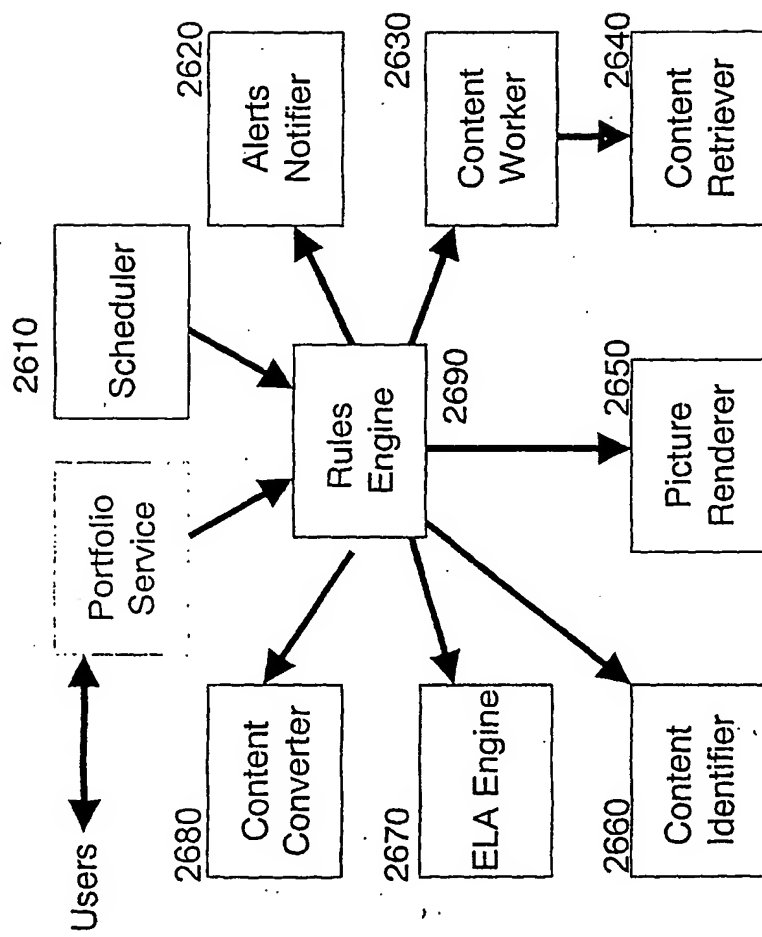 Users
Portfolio
Service
2610
Scheduler
2680
Content
Converter
2620
Alerts
Notifier
Rules
Engine
2690
2670
ELA Engine
2630
Content
Worker
2660
Content
Identifier
2650
Picture
Renderer
2640
Content
Retriever